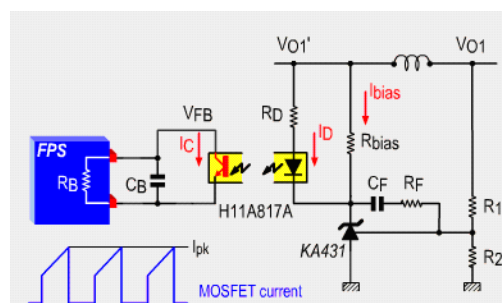 VO1'
VO1
Ibias
RD
ID
Rbias
VFB
IC
FPS
RB
CB
H11A817A
CF
RF
R1
KA431
R2
Ipk
MOSFET current